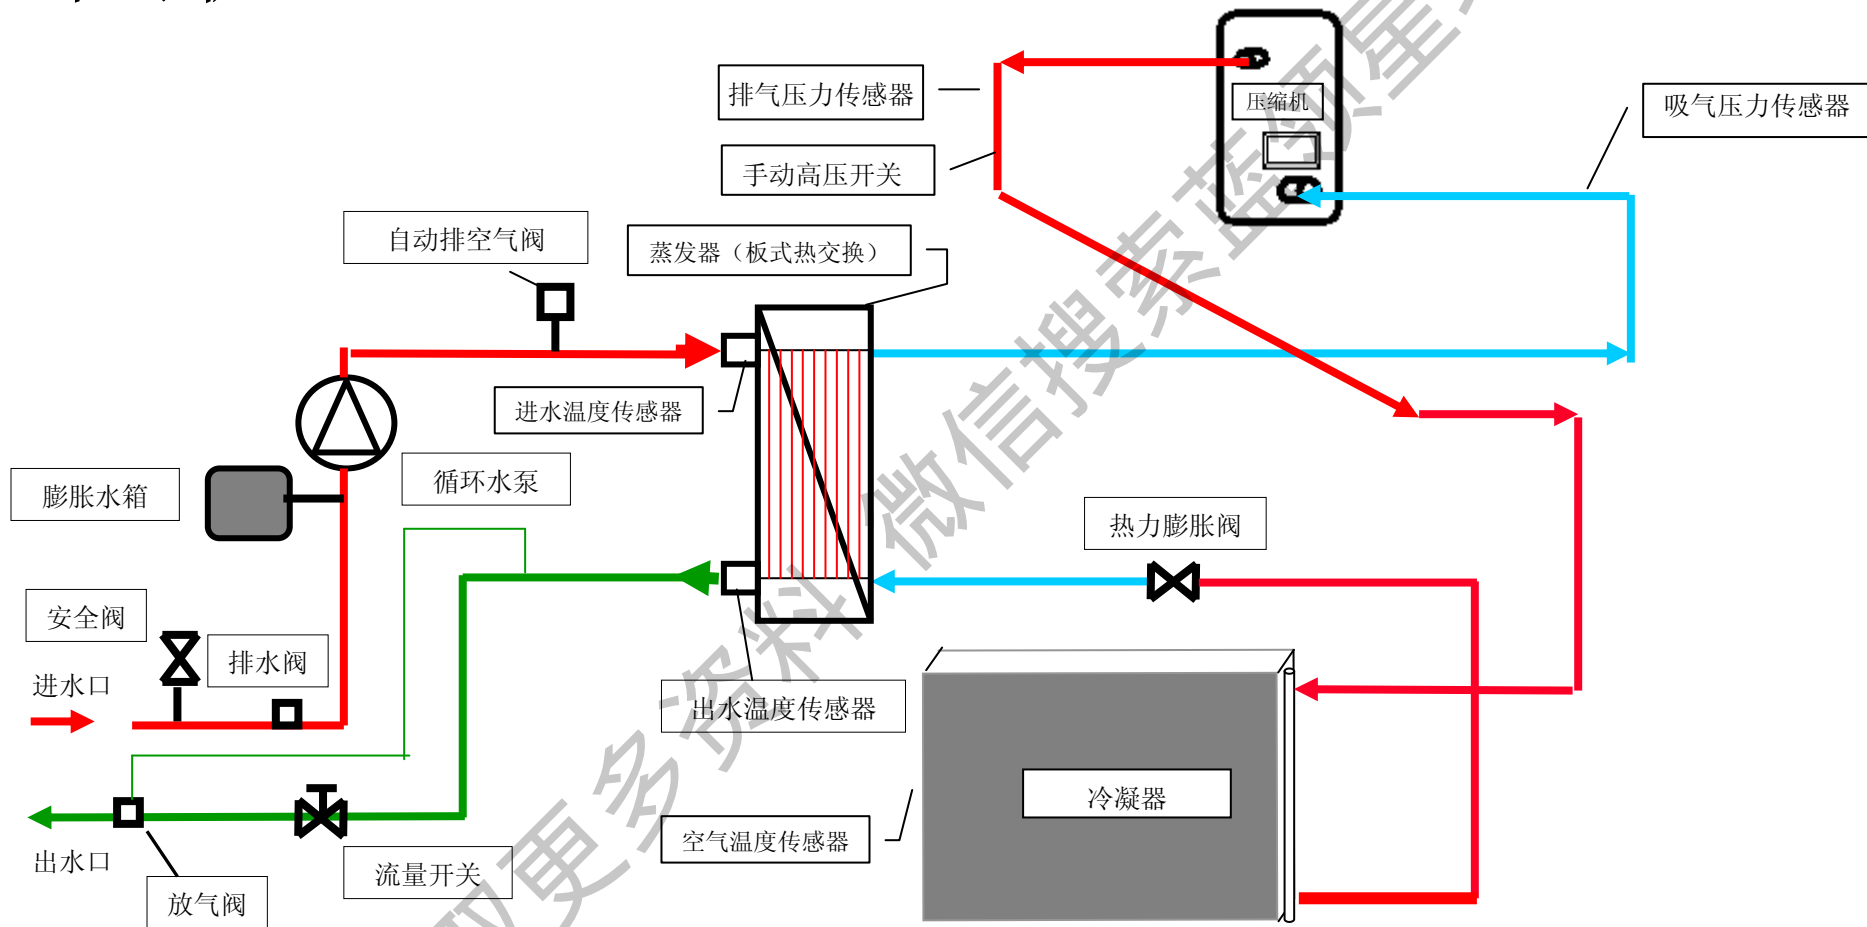 排气压力传感器
压缩机
吸气压力传感器
手动高压开关
自动排空气阀
蒸发器（板式热交换）
进水温度传感器
循环水泵
膨胀水箱
热力膨胀阀
安全阀
排水阀
进水口
出水温度传感器
冷凝器
空气温度传感器
出水口
流量开关
放气阀
取更多资料 微信搜索蓝领星